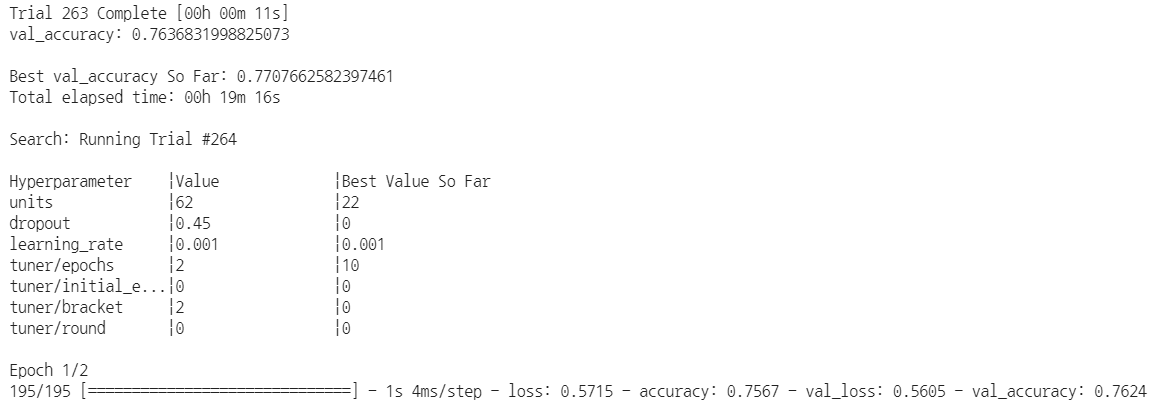 Trial 263 Complete [00h 00m 11s]
val_accuracy: 0.7636831998825073
Best val_accuracy So Far: 0.7707662582397461
Total elapsed time: 00h 19m 16s
Search: Running Trial #264
Hyperparameter    |Value             |Best Value So Far
units             |62                |22
dropout           |0.45              |0
learning_rate     |0.001             |0.001
tuner/epochs      |2                 |10
tuner/initial_e...|0                 |0
tuner/bracket     |2                 |0
tuner/round       |0                 |0
Epoch 1/2
195/195 [==============================] - 1s 4ms/step - loss: 0.5715 - accuracy: 0.7567 - val_loss: 0.5605 - val_accuracy: 0.7624